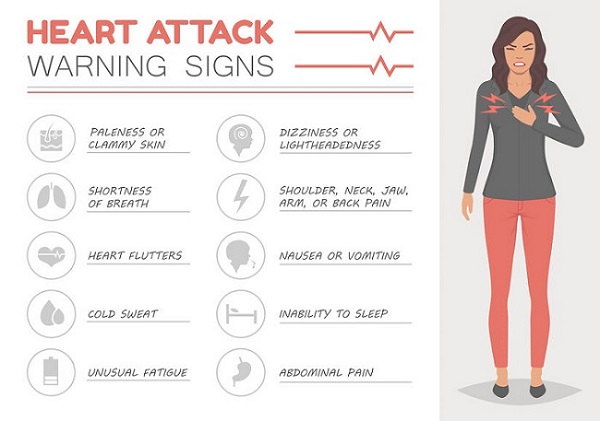 HEART ATTACK
WARNING SIGNS
PALENESS OR
CLAMMY SKIN
SHORTNESS
OF BREATH
HEART FLUTTERS
COLD SWEAT
UNUSUAL FATIGUE
DIZZINESS OR
LIGHTHEADEDNESS
SHOULDER, NECK, JAW,
ARM, OR BACK PAIN
NAUSEA OR VOMITING
INABILITY TO SLEEP
ABDOMINAL PAIN